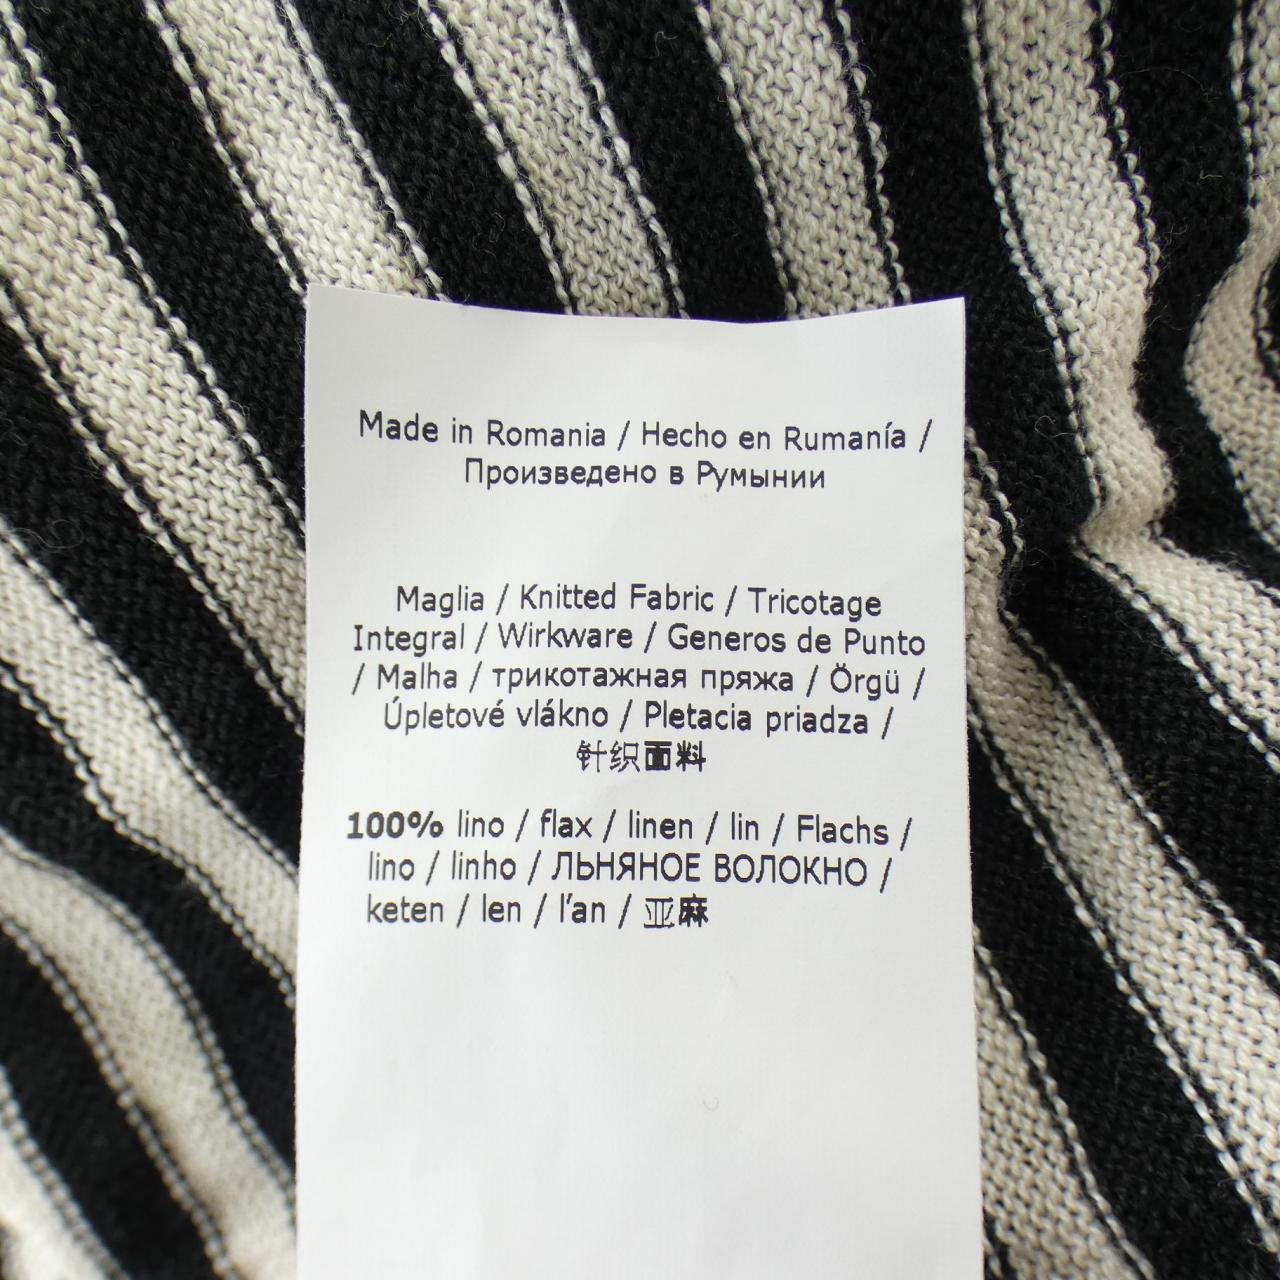 Made in Romania / Hecho en Rumanía /
Произведено в Румынии
Maglia / Knitted Fabric / Tricotage
Integral / Wirkware / Generos de Punto
/ Malha / трикотажная пряжа / Örgü /
Úpletové vlákno / Pletacia priadza /
针织面料
100% lino / flax / linen / lin / Flachs /
lino / linho / ЛЬНЯНОЕ ВОЛОКНО /
keten / len / l'an / 亚麻